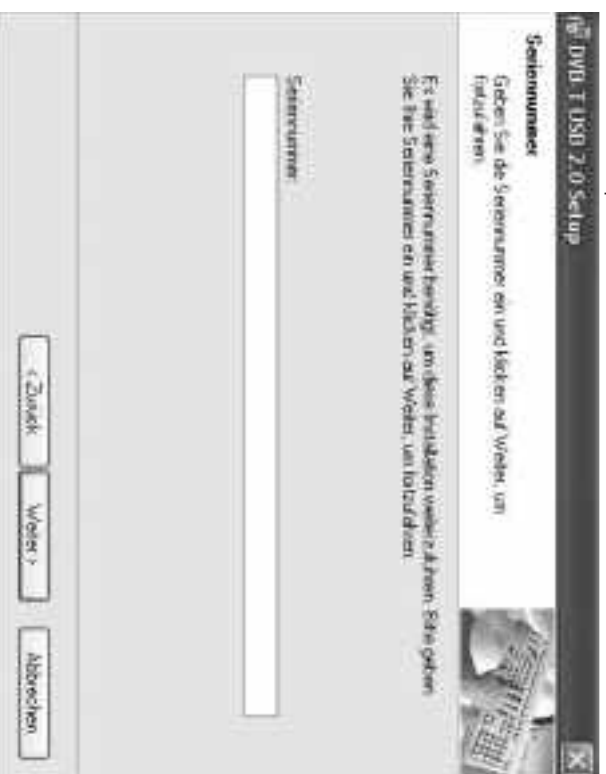 DVB-T USB 2.0 Setup
Seriennummer
Geben Sie die Seriennummer ein und klicken auf Weiter, um
fortzufahren.
Es wird eine Seriennummer benötigt, um diese Installation weiterzuführen. Bitte geben
Sie Ihre Seriennummer ein und klicken auf Weiter, um fortzufahren.
Seriennummer:
< Zurück
Weiter >
Abbrechen